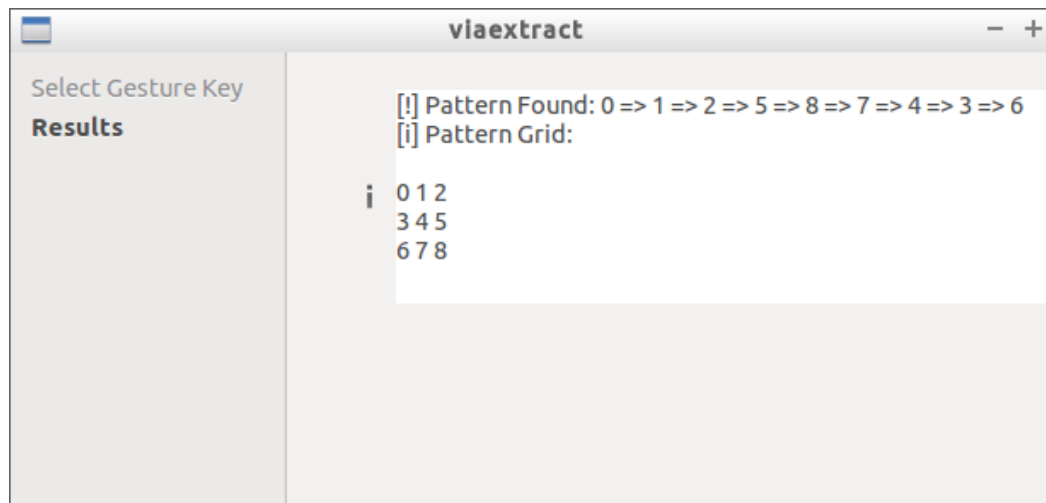 viaextract
Select Gesture Key
Results
[!] Pattern Found: 0 => 1 => 2 => 5 => 8 => 7 => 4 => 3 => 6
[i] Pattern Grid:
0 1 2
3 4 5
6 7 8